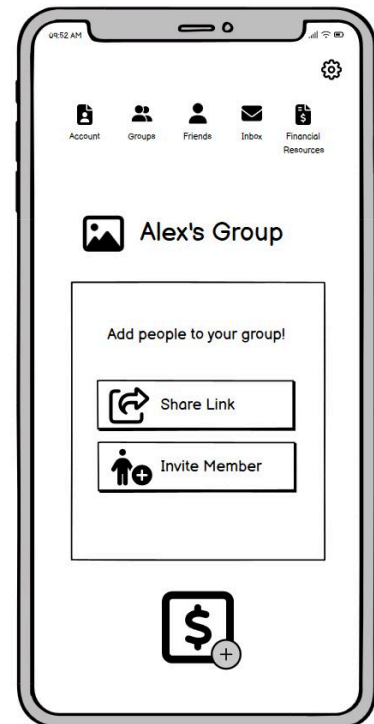 09:52 AM
Account Groups Friends Inbox Financial Resources
Alex's Group
Add people to your group!
Share Link
Invite Member
$
+